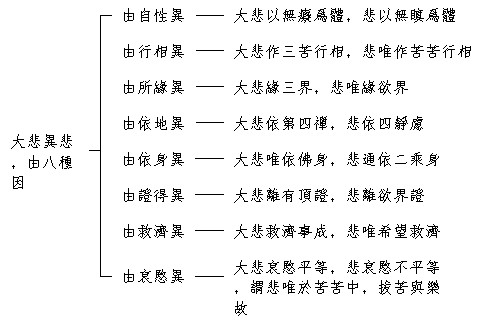 大悲異悲
，由八種
因
由自性異
大悲以無癡爲體，悲以無瞋爲體
由行相異
大悲作三苦行相，悲唯作苦苦行相
由所緣異
大悲緣三界，悲唯緣欲界
由依地異
大悲依第四禪，悲依四靜慮
由依身異
大悲唯依佛身，悲通依二乘身
由證得異
大悲離有頂證，悲離欲界證
由救濟異
大悲救濟事成，悲唯希望救濟
由哀愍異
大悲哀愍平等，悲哀愍不平等
，謂悲唯於苦苦中，拔苦與樂
故